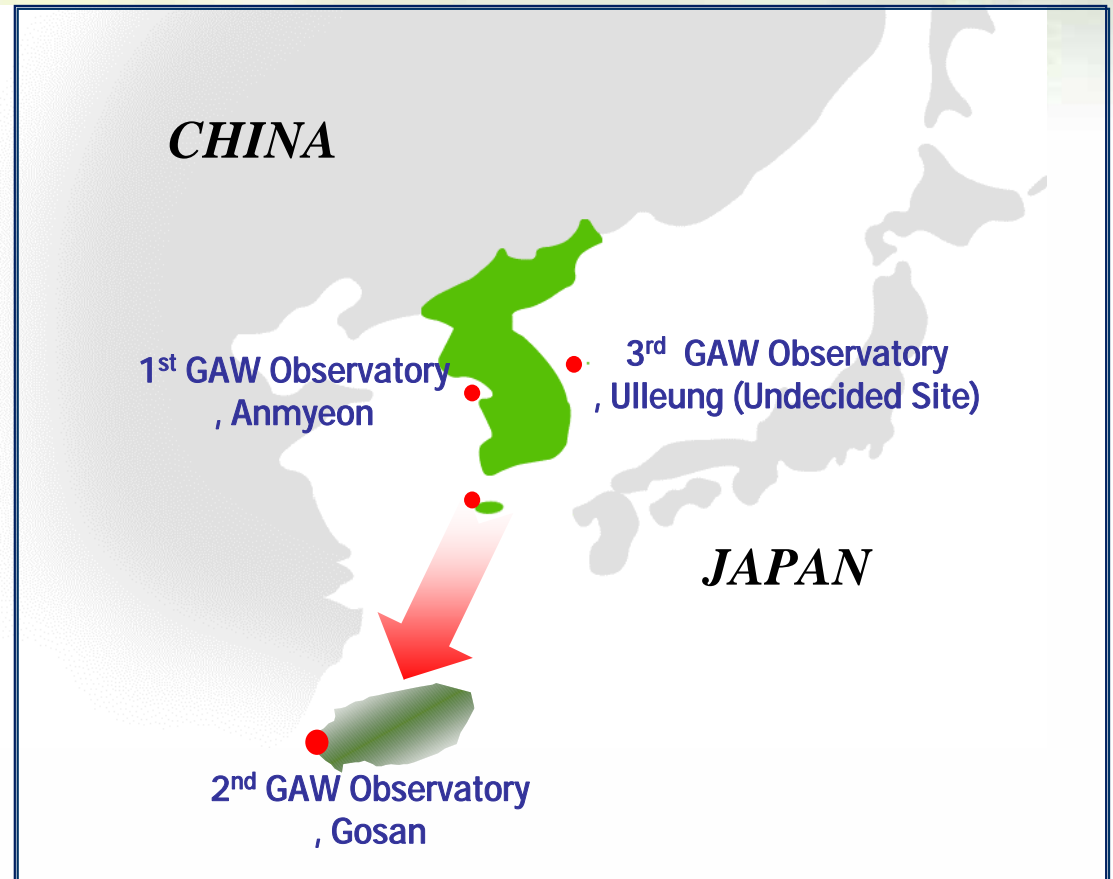 CHINA
1st GAW Observatory
, Anmyeon
3rd GAW Observatory
, Ulleung (Undecided Site)
JAPAN
2nd GAW Observatory
, Gosan